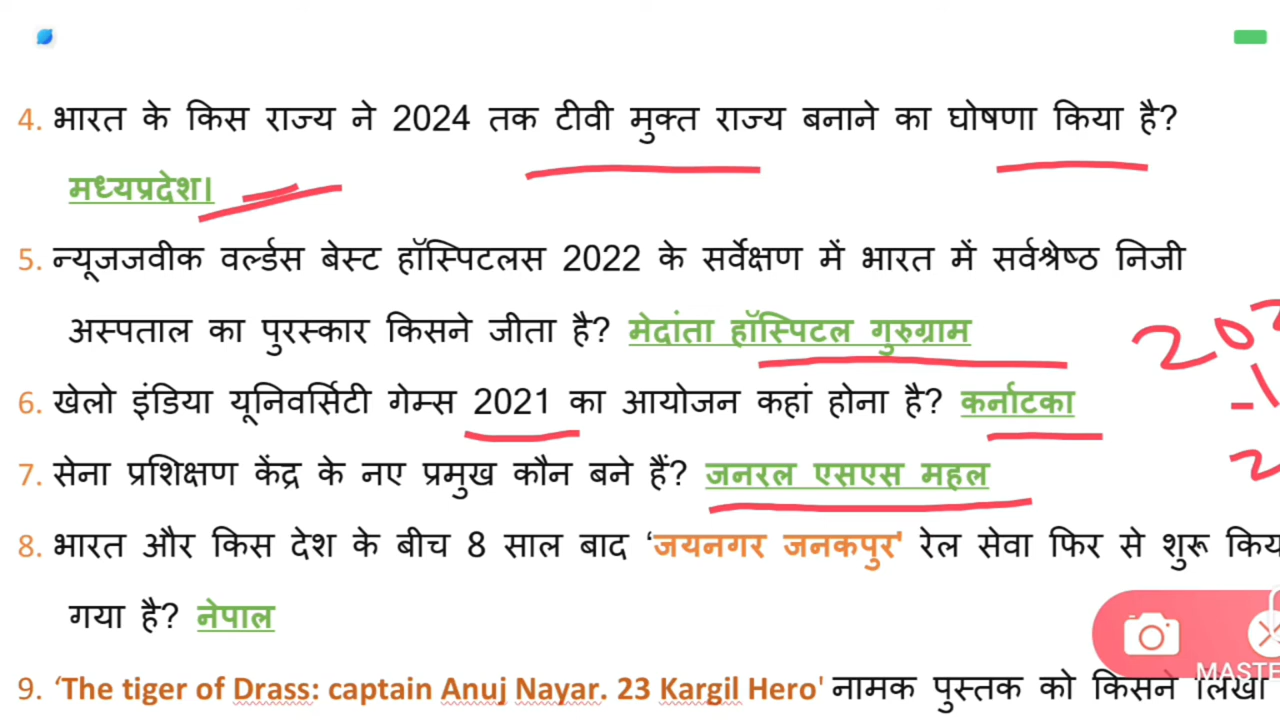 4. भारत के किस राज्य ने 2024 तक टीवी मुक्त राज्य बनाने का घोषणा किया है?
मध्यप्रदेश।
5. न्यूजजवीक वर्ल्डस बेस्ट हॉस्पिटलस 2022 के सर्वेक्षण में भारत में सर्वश्रेष्ठ निजी
अस्पताल का पुरस्कार किसने जीता है? मेदांता हॉस्पिटल गुरुग्राम
6. खेलो इंडिया यूनिवर्सिटी गेम्स 2021 का आयोजन कहां होना है? कर्नाटका
7. सेना प्रशिक्षण केंद्र के नए प्रमुख कौन बने हैं? जनरल एसएस महल
8. भारत और किस देश के बीच 8 साल बाद ‘जयनगर जनकपुर' रेल सेवा फिर से शुरू किय
गया है? नेपाल
MASTE
9. ‘The tiger of Drass: captain Anuj Nayar. 23 Kargil Hero' नामक पुस्तक को किसने लिखा